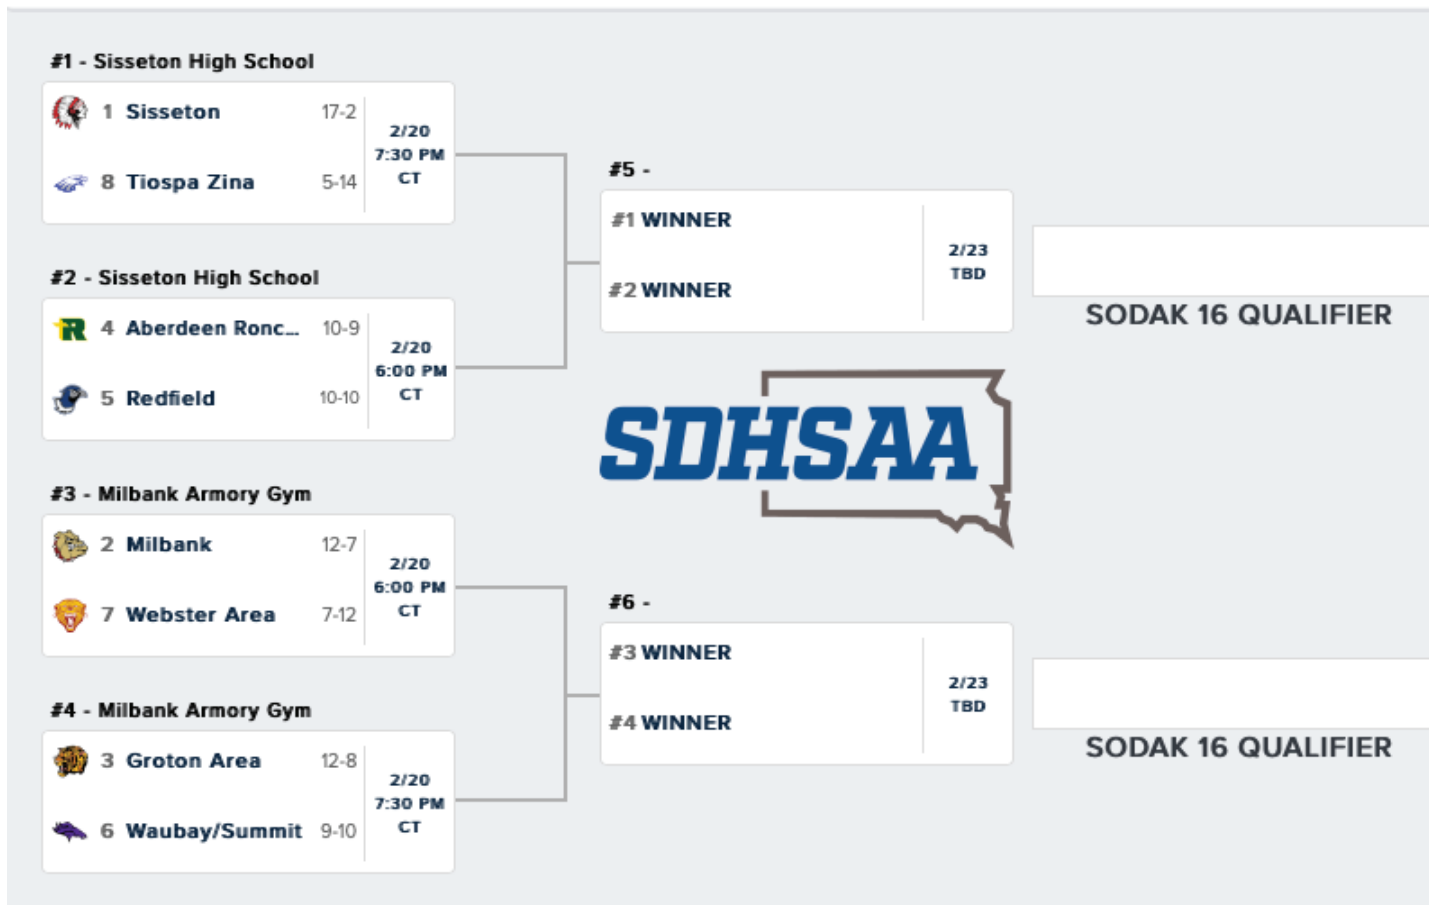 #1 - Sisseton High School
1 Sisseton 17-2
8 Tiospa Zina 5-14
2/20
7:30 PM
CT
#2 - Sisseton High School
4 Aberdeen Ronc... 10-9
5 Redfield 10-10
2/20
6:00 PM
CT
#3 - Milbank Armory Gym
2 Milbank 12-7
7 Webster Area 7-12
2/20
6:00 PM
CT
#4 - Milbank Armory Gym
3 Groton Area 12-8
6 Waubay/Summit 9-10
2/20
7:30 PM
CT
#5 -
#1 WINNER
#2 WINNER
2/23
TBD
SDHSAA
#6 -
#3 WINNER
#4 WINNER
2/23
TBD
SODAK 16 QUALIFIER
SODAK 16 QUALIFIER